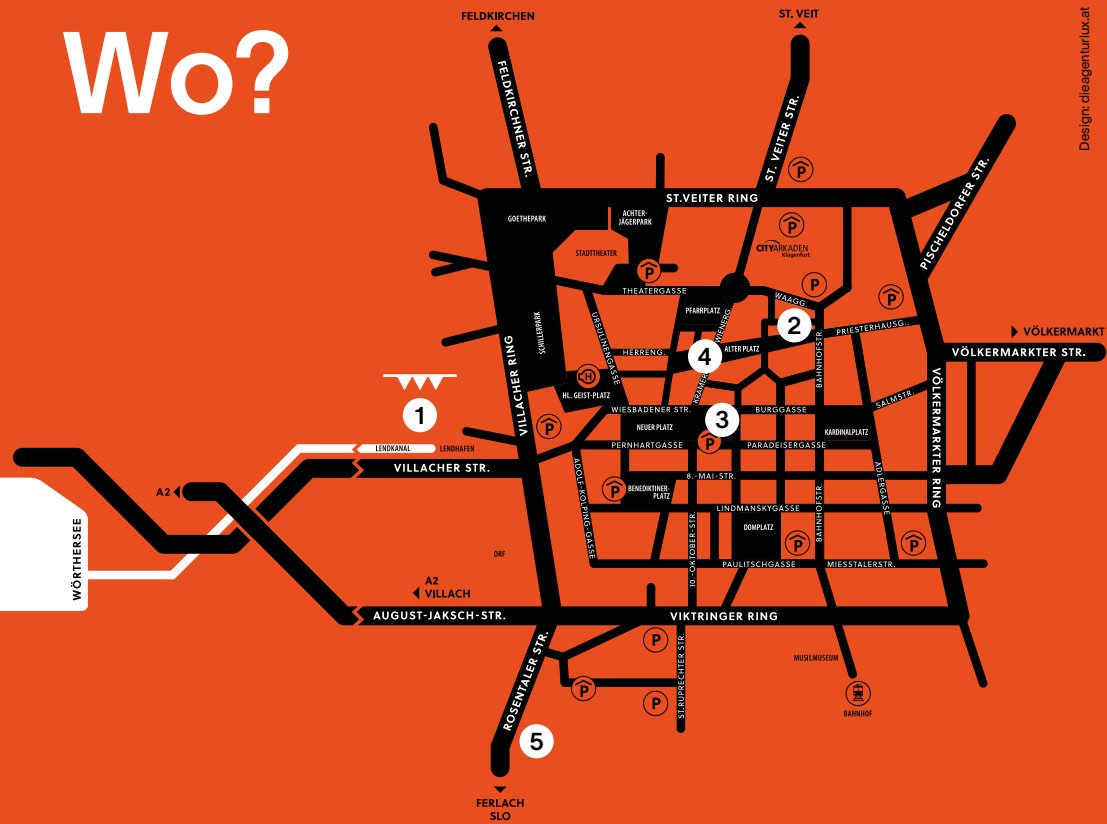 Wo?
Design: dieagenturlux.at
FELDKIRCHEN
ST. VEIT
FELDKIRCHNER STR.
ST. VEITER STR.
PISCHELDORFER STR.
P
ST.VEITER RING
GOETHEPARK
ACHTER-
JÄGERPARK
P
STADTTHEATER
CITYARKADEN
Klagenfurt
P
THEATERGASSE
P
P
WAAGG.
PFARRPLATZ
WIENERG.
2
PRIESTERHAUSG..
VÖLKERMARKT
URSULINENGASSE
SCHILLERPARK
VILLACHER RING
HERRENG.
4
ALTER PLATZ
BAHNHOFSTR.
VÖLKERMARKTER STR.
H
HL. GEIST-PLATZ
KRAMER
SALMSTR.
VÖLKERMARKTER RING
1
WIESBADENER STR.
3
BURGGASSE
P
NEUER PLATZ
KARDINALPLATZ
LENDKANAL
LENDHAFEN
PERNHARTGASSE
P
PARADEISERGASSE
VILLACHER STR.
ADOLF-KOLPING-GASSE
8.-MAI-STR.
ADLERGASSE
A2
P
BENEDIKTINER-
PLATZ
LINDMANSKYGASSE
BAHNHOFSTR.
WÖRTHERSEE
DOMPLATZ
10.-OKTOBER-STR.
P
P
ORF
PAULITSCHGASSE
MIESSTALERSTR.
A2
VILLACH
AUGUST-JAKSCH-STR.
VIKTRINGER RING
ROSENTALER STR.
P
ST.RUPRECHTER STR.
MUSILMUSEUM
P
P
BAHNHOF
5
FERLACH
SLO